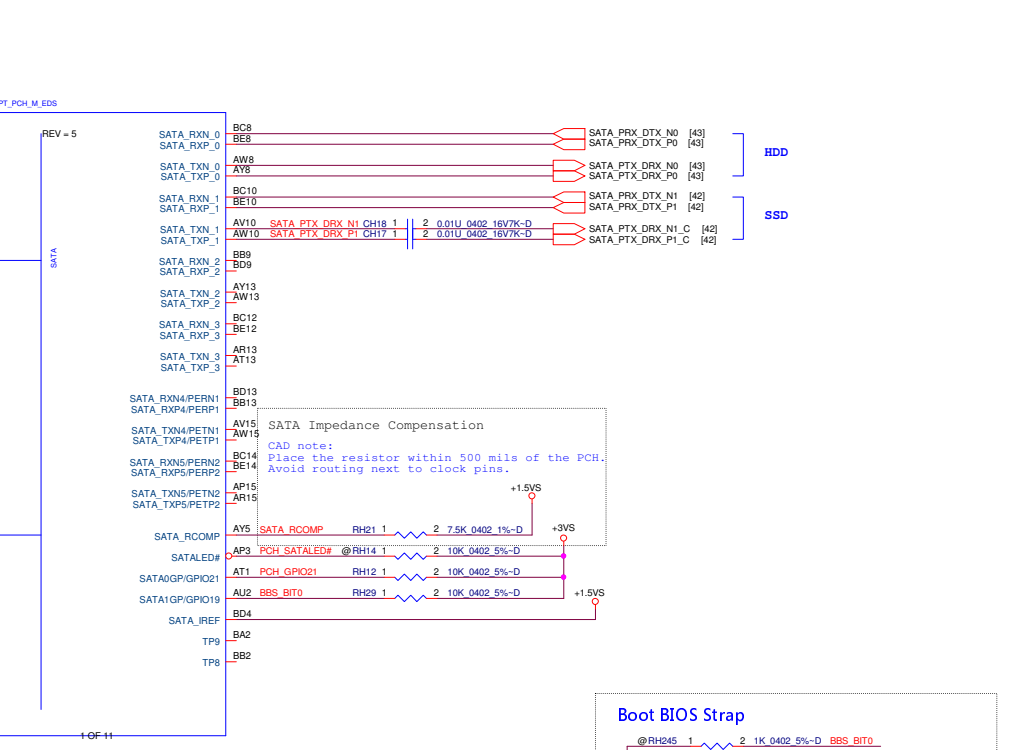 PT_PCH_M_EDS
REV = 5
SATA
SATA_RXN_0 BC8 SATA_PRX_DTX_N0 [43]
SATA_RXP_0 BE8 SATA_PRX_DTX_P0 [43]
HDD
SATA_TXN_0 AW8 SATA_PTX_DRX_N0 [43]
SATA_TXP_0 AY8 SATA_PTX_DRX_P0 [43]
SATA_RXN_1 BC10 SATA_PRX_DTX_N1 [42]
SATA_RXP_1 BE10 SATA_PRX_DTX_P1 [42]
SSD
SATA_TXN_1 AV10 SATA_PTX_DRX_N1 CH18 1 2 0.01U_0402_16V7K~D SATA_PTX_DRX_N1_C [42]
SATA_TXP_1 AW10 SATA_PTX_DRX_P1 CH17 1 2 0.01U_0402_16V7K~D SATA_PTX_DRX_P1_C [42]
SATA_RXN_2 BB9
SATA_RXP_2 BD9
SATA_TXN_2 AY13
SATA_TXP_2 AW13
SATA_RXN_3 BC12
SATA_RXP_3 BE12
SATA_TXN_3 AR13
SATA_TXP_3 AT13
SATA_RXN4/PERN1 BD13
SATA_RXP4/PERP1 BB13
SATA_TXN4/PETN1 AV15
SATA_TXP4/PETP1 AW15
SATA_RXN5/PERN2 BC14
SATA_RXP5/PERP2 BE14
SATA_TXN5/PETN2 AP15
SATA_TXP5/PETP2 AR15
SATA Impedance Compensation
CAD note:
Place the resistor within 500 mils of the PCH.
Avoid routing next to clock pins.
+1.5VS
SATA_RCOMP AY5 SATA_RCOMP RH21 1 2 7.5K_0402_1%~D
+3VS
SATALED# AP3 PCH_SATALED# @RH14 1 2 10K_0402_5%~D
SATA0GP/GPIO21 AT1 PCH_GPIO21 RH12 1 2 10K_0402_5%~D
SATA1GP/GPIO19 AU2 BBS_BIT0 RH29 1 2 10K_0402_5%~D
+1.5VS
SATA_IREF BD4
TP9 BA2
TP8 BB2
1 OF 11
Boot BIOS Strap
@RH245 1 2 1K_0402_5%~D BBS_BIT0